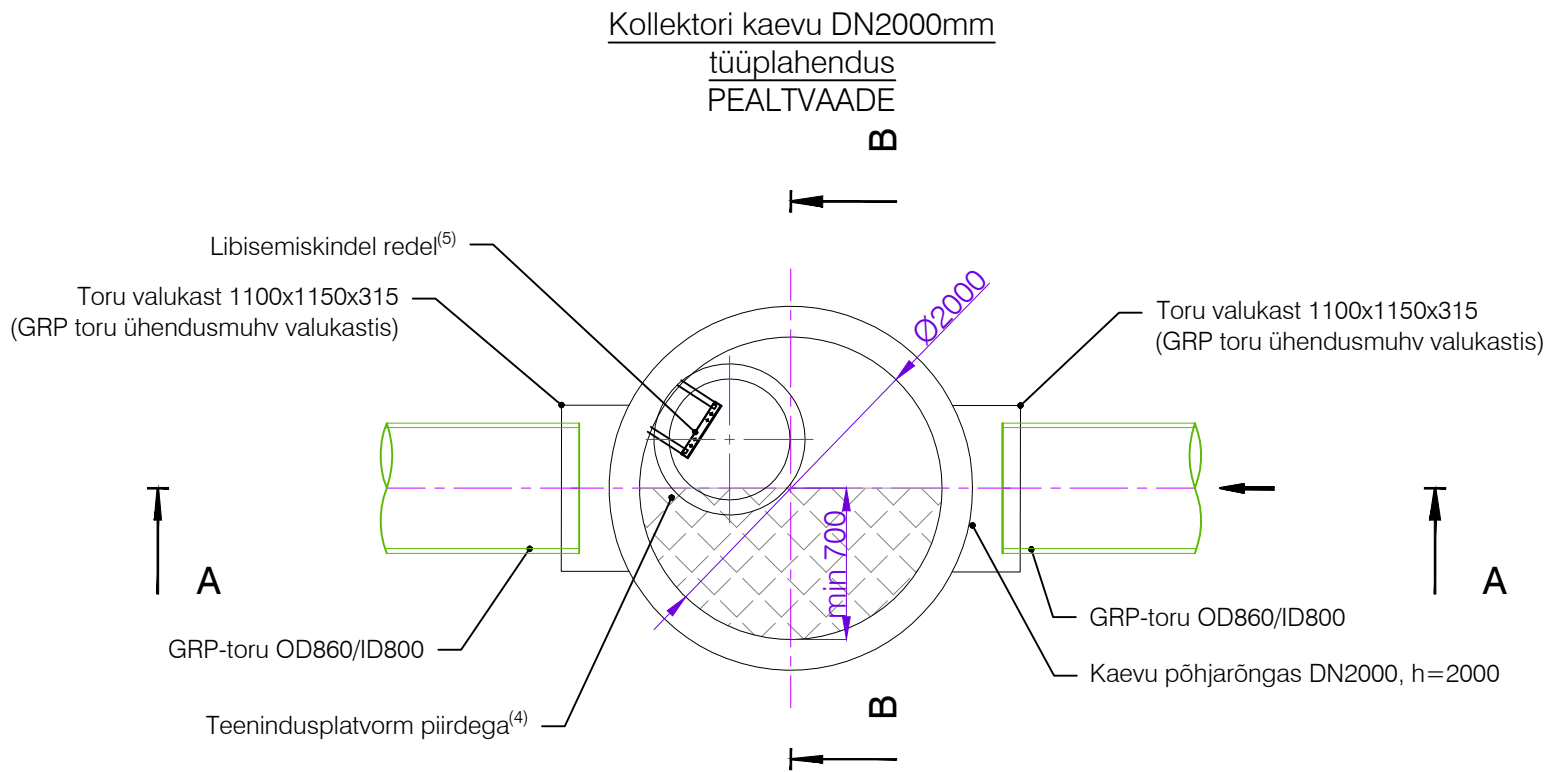 Kollektori kaevu DN2000mm
tüüplahendus
PEALTVAADE
B
Libisemiskindel redel(5)
Toru valukast 1100x1150x315
(GRP toru ühendusmuhv valukastis)
Ø2000
Toru valukast 1100x1150x315
(GRP toru ühendusmuhv valukastis)
min 700
A
A
GRP-toru OD860/ID800
GRP-toru OD860/ID800
Kaevu põhjarõngas DN2000, h=2000
Teenindusplatvorm piirdega(4)
B